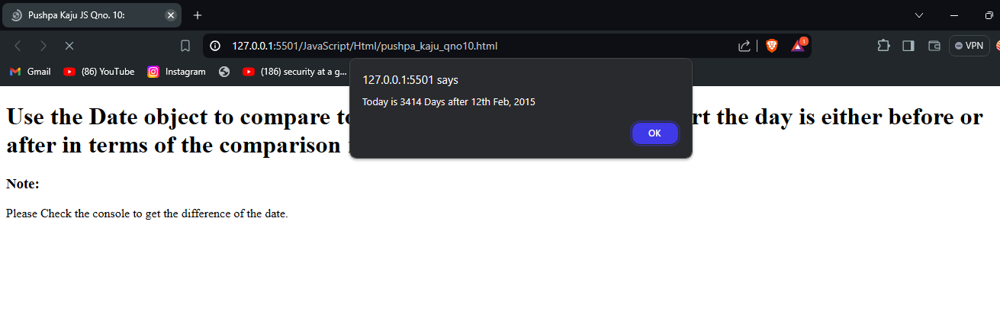 Pushpa Kaju JS Qno. 10:
127.0.0.1:5501/JavaScript/Html/pushpa_kaju_qno10.html
1
VPN
Gmail
(86) YouTube
Instagram
(186) security at a g...
127.0.0.1:5501 says
Today is 3414 Days after 12th Feb, 2015
OK
Use the Date object to compare to rt the day is either before or
after in terms of the comparison
Note:
Please Check the console to get the difference of the date.